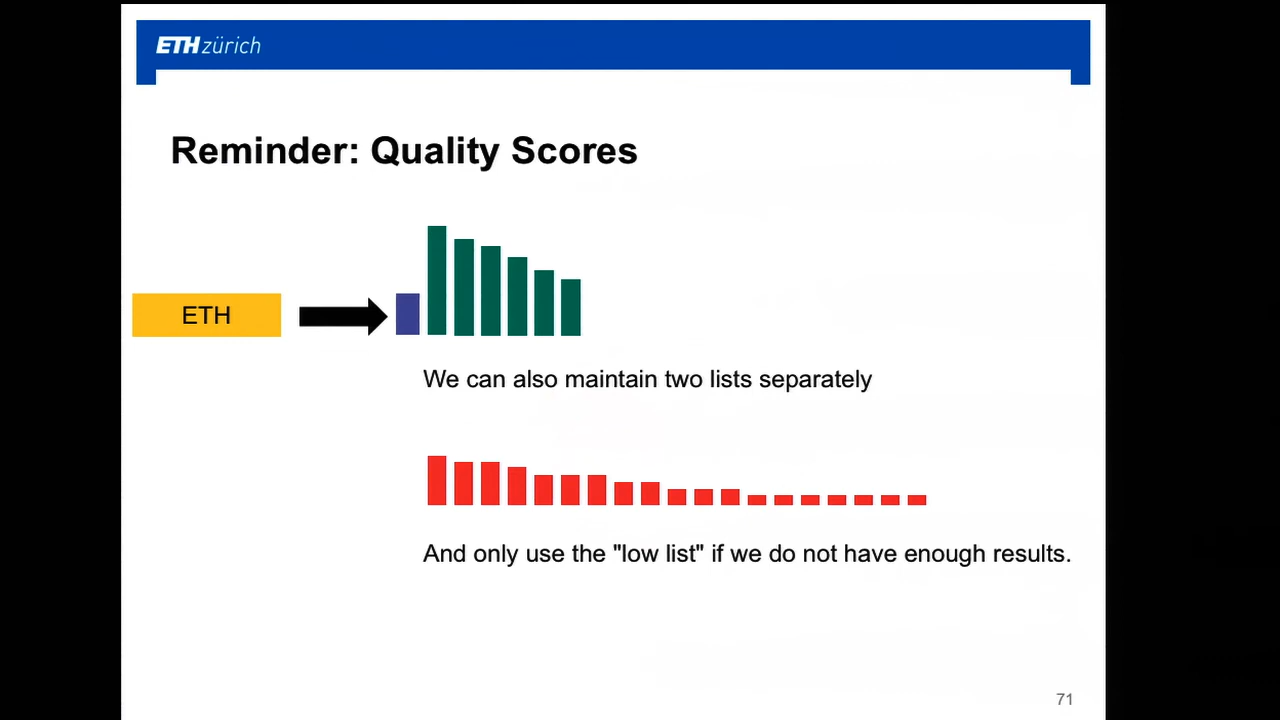 ETH zürich
Reminder: Quality Scores
ETH
We can also maintain two lists separately
And only use the "low list" if we do not have enough results.
71